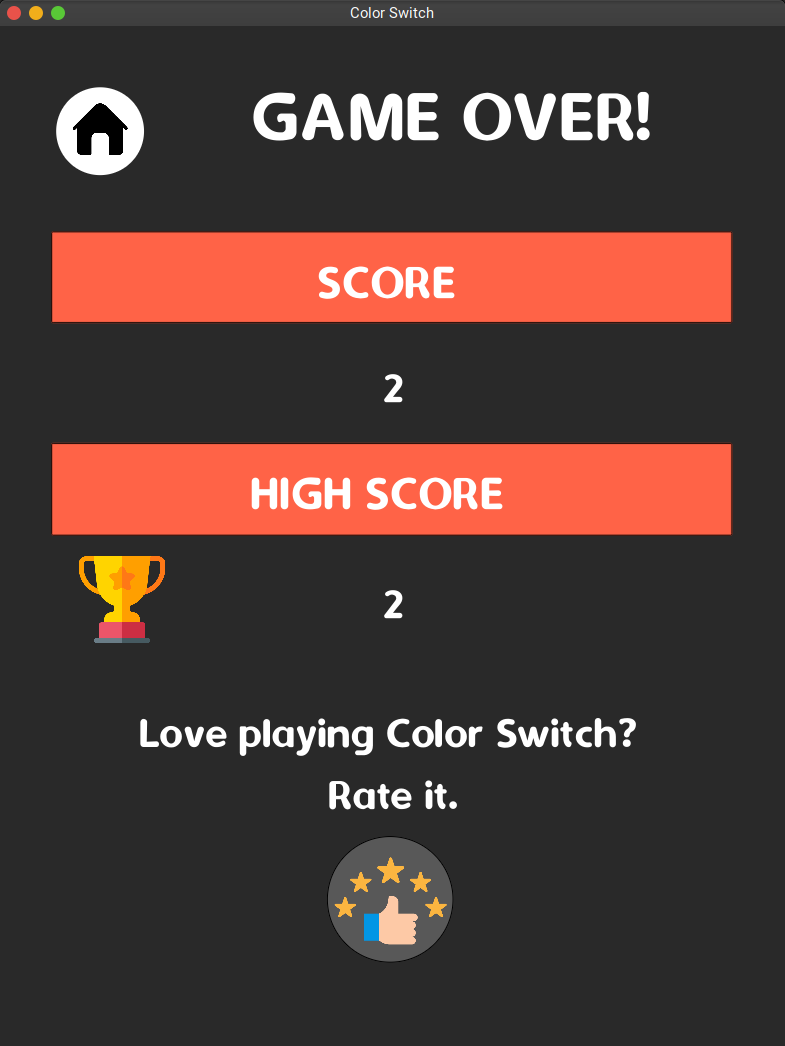 Color Switch
GAME OVER!
SCORE
2
HIGH SCORE
2
Love playing Color Switch?
Rate it.